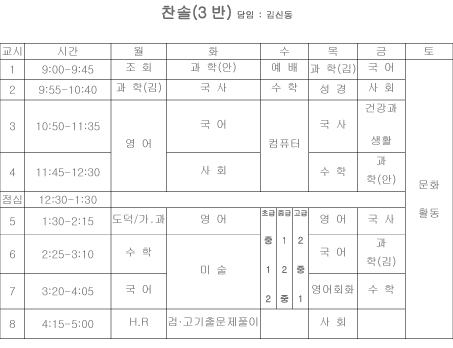 찬솔(3 반) 담임 : 김신동
교시 시간 월 화 수 목 금 토
1 9:00-9:45 조 회 과 학(안) 예 배 과 학(김) 국 어
2 9:55-10:40 과 학(김) 국 사 수 학 성 경 사 회
3 10:50-11:35 영 어 국 어 컴퓨터 국 사 건강과
생활
4 11:45-12:30 사 회 수 학 과
학(안)
문화
활동
점심 12:30-1:30
5 1:30-2:15 도덕/가.과 영 어 초급 중급 고급 영 어 국 사
6 2:25-3:10 수 학 미 술 중 1 2 국 어 과
학(김)
1 2 중
7 3:20-4:05 국 어 2 중 1 영어회화 수 학
8 4:15-5:00 H.R 검·고기출문제풀이 사 회